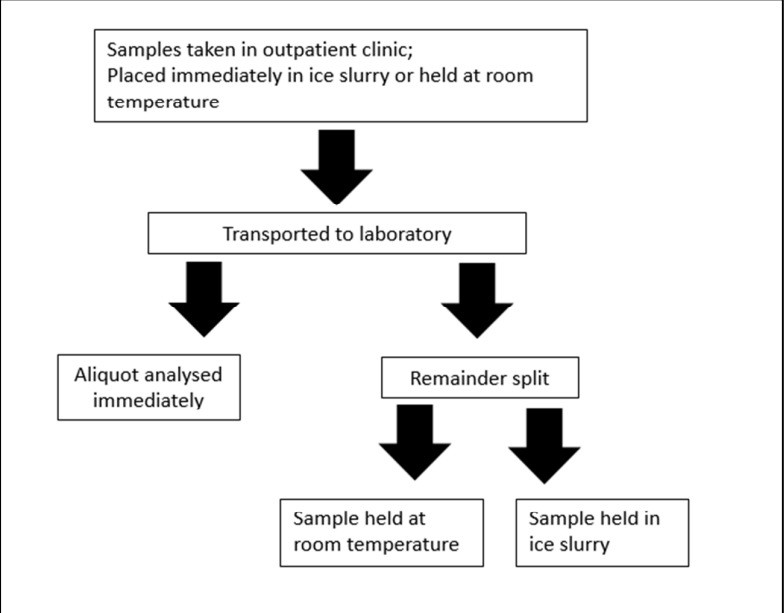 Samples taken in outpatient clinic;
Placed immediately in ice slurry or held at room
temperature
Transported to laboratory
Aliquot analysed
immediately
Remainder split
Sample held at
room temperature
Sample held in
ice slurry